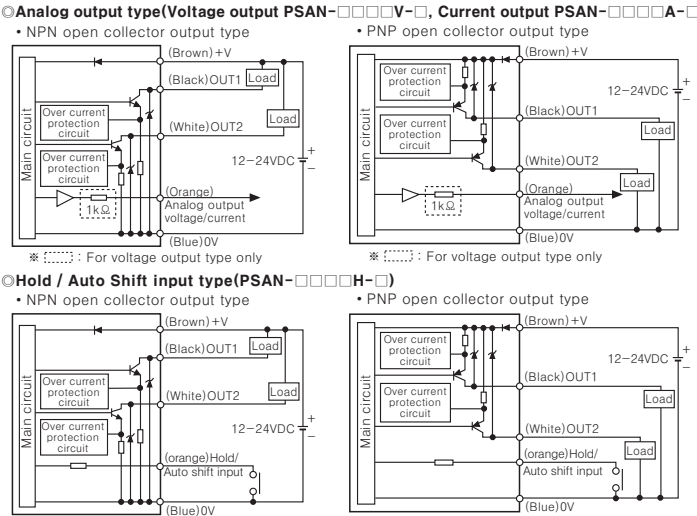 ◎Analog output type(Voltage output PSAN-□□□□V-□, Current output PSAN-□□□□A-□
• NPN open collector output type
(Brown)+V
(Black)OUT1
Load
Over current
protection
circuit
(White)OUT2
Load
Over current
protection
circuit
Main circuit
12-24VDC
+
-
(Orange)
Analog output
voltage/current
1kΩ
(Blue)0V
※ [ ] : For voltage output type only
• PNP open collector output type
(Brown)+V
Over current
protection
circuit
12-24VDC
+
-
(Black)OUT1
Load
Over current
protection
circuit
Main circuit
(White)OUT2
Load
(Orange)
Analog output
voltage/current
1kΩ
(Blue)0V
※ [ ] : For voltage output type only
◎Hold / Auto Shift input type(PSAN-□□□□H-□)
• NPN open collector output type
(Brown)+V
(Black)OUT1
Load
Over current
protection
circuit
(White)OUT2
Load
Over current
protection
circuit
Main circuit
12-24VDC
+
-
(orange)Hold/
Auto shift input
(Blue)0V
• PNP open collector output type
(Brown)+V
Over current
protection
circuit
12-24VDC
+
-
(Black)OUT1
Load
Over current
protection
circuit
Main circuit
(White)OUT2
Load
(orange)Hold/
Auto shift input
(Blue)0V